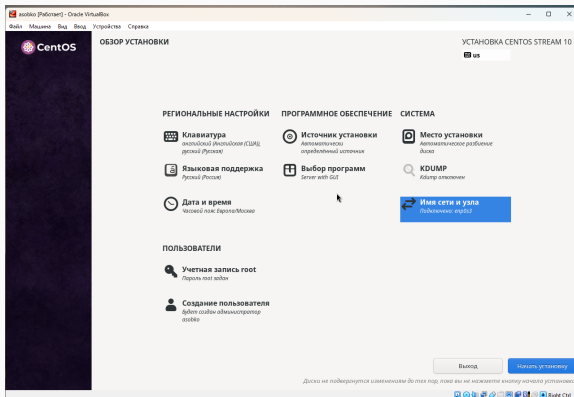 asobko [Работает] - Oracle VirtualBox
Файл Машина Вид Ввод Устройства Справка
CentOS
ОБЗОР УСТАНОВКИ
УСТАНОВКА CENTOS STREAM 10
us
РЕГИОНАЛЬНЫЕ НАСТРОЙКИ
Клавиатура
английский (Английская (США)),
русский (Русская)
Языковая поддержка
Русский (Россия)
Дата и время
Часовой пояс Европа/Москва
ПРОГРАММНОЕ ОБЕСПЕЧЕНИЕ
Источник установки
Автоматически
определённый источник
Выбор программ
Server with GUI
СИСТЕМА
Место установки
Автоматическое разбиение
диска
KDUMP
Kdump отключен
Имя сети и узла
Подключено: enp0s3
ПОЛЬЗОВАТЕЛИ
Учетная запись root
Пароль root задан
Создание пользователя
Будет создан администратор
asobko
Выход
Начать установку
Диски не подвергнутся изменениям до тех пор, пока вы не нажмете кнопку начала установки
Right Ctrl